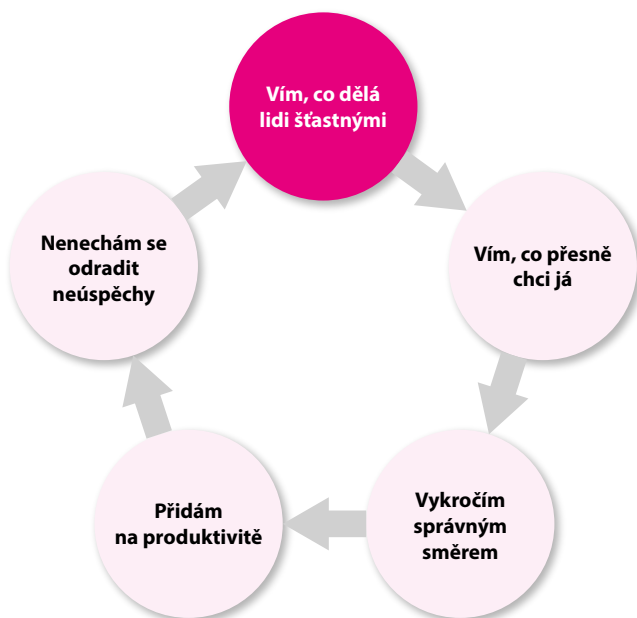 Vím, co dělá
lidi šťastnými
Vím, co přesně
chci já
Vykročím
správným
směrem
Přidám
na produktivitě
Nenechám se
odradit
neúspěchy